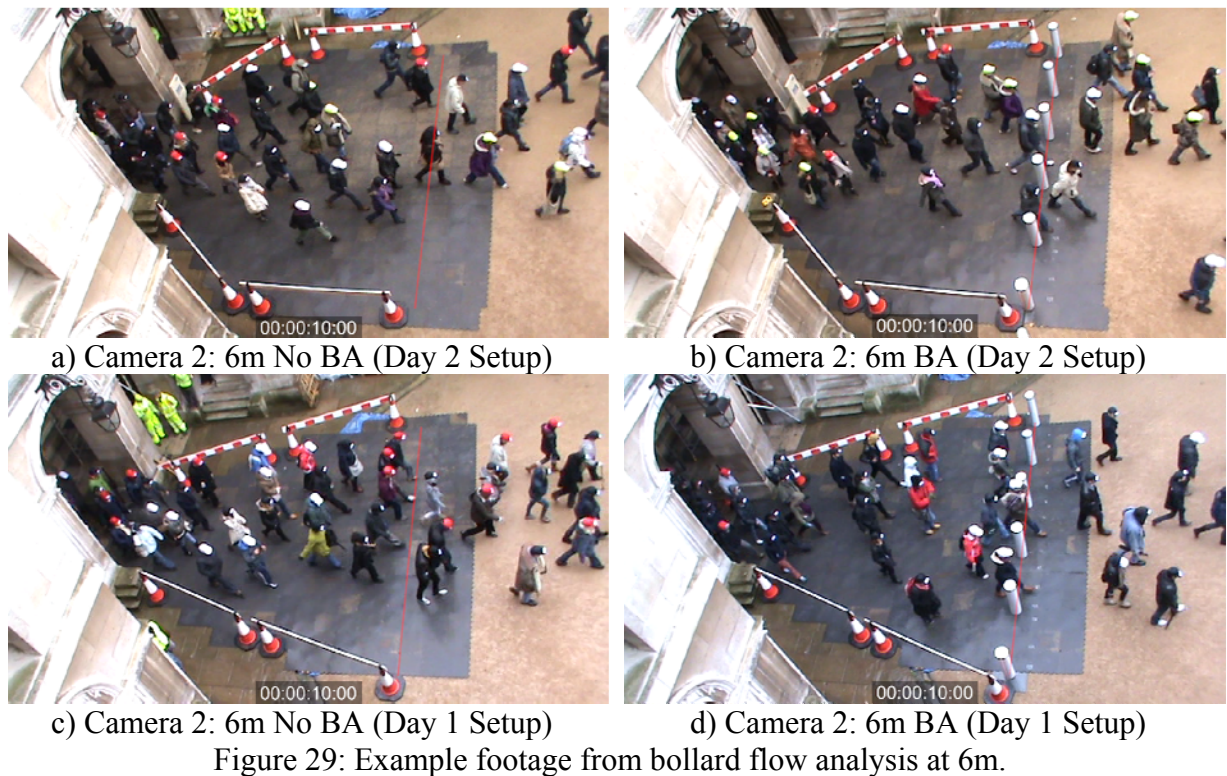 00:00:10:00
00:00:10:00
a) Camera 2: 6m No BA (Day 2 Setup)
b) Camera 2: 6m BA (Day 2 Setup)
00:00:10:00
00:00:10:00
c) Camera 2: 6m No BA (Day 1 Setup)
d) Camera 2: 6m BA (Day 1 Setup)
Figure 29: Example footage from bollard flow analysis at 6m.